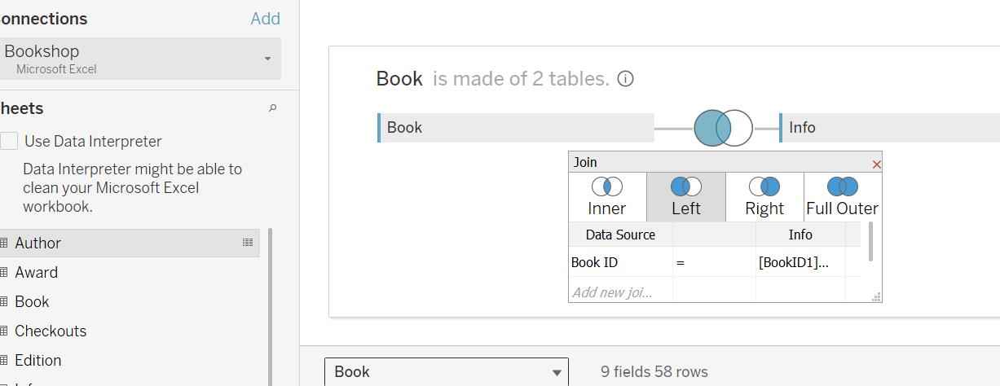 onnections Add
Bookshop
Microsoft Excel
heets
Use Data Interpreter
Data Interpreter might be able to
clean your Microsoft Excel
workbook.
Author
Award
Book
Checkouts
Edition
Book is made of 2 tables.
Book Info
Join
Inner Left Right Full Outer
Data Source Info
Book ID = [BookID1]...
Add new joi...
Book 9 fields 58 rows